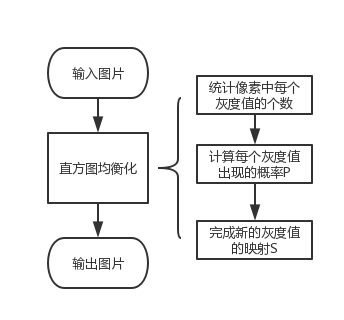 输入图片
直方图均衡化
输出图片
统计像素中每个
灰度值的个数
计算每个灰度值
出现的概率P
完成新的灰度值
的映射S